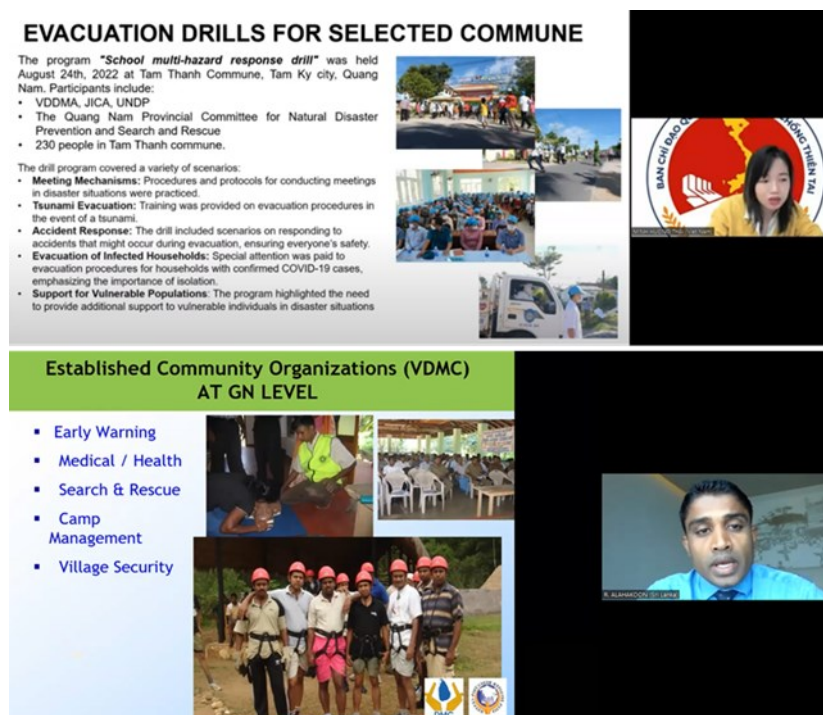 EVACUATION DRILLS FOR SELECTED COMMUNE
The program "School multi-hazard response drill" was held
August 24th, 2022 at Tam Thanh Commune, Tam Ky city, Quang
Nam. Participants include:
• VDDMA, JICA, UNDP
• The Quang Nam Provincial Committee for Natural Disaster
Prevention and Search and Rescue
• 230 people in Tam Thanh commune.
The drill program covered a variety of scenarios:
• Meeting Mechanisms: Procedures and protocols for conducting meetings
in disaster situations were practiced.
• Tsunami Evacuation: Training was provided on evacuation procedures in
the event of a tsunami.
• Accident Response: The drill included scenarios on responding to
accidents that might occur during evacuation, ensuring everyone's safety.
• Evacuation of Infected Households: Special attention was paid to
evacuation procedures for households with confirmed COVID-19 cases,
emphasizing the importance of isolation.
• Support for Vulnerable Populations: The program highlighted the need
to provide additional support to vulnerable individuals in disaster situations
BAN CHỈ ĐẠO
THIÊN TAI
Established Community Organizations (VDMC)
AT GN LEVEL
▪ Early Warning
▪ Medical / Health
▪ Search & Rescue
▪ Camp
Management
▪ Village Security
DMC
R. ALAHAKOON (Sri Lanka)